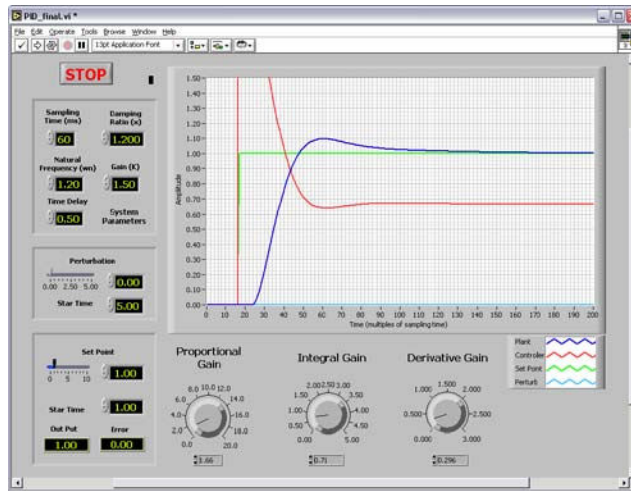 PID_final.vi *
File Edit Operate Tools Browse Window Help
13pt Application Font
STOP
Sampling Time (ms)
Damping Ratio (x)
60
1.200
Natural Frequency (wn)
Gain (K)
1.20
1.50
Time Delay
System Parameters
0.50
Perturbation
0.00 2.50 5.00
0.00
Star Time
5.00
Set Point
0 5 10
1.00
Star Time
1.00
Out Put
Error
1.00
0.00
Amplitude
1.50
1.40
1.30
1.20
1.10
1.00
0.90
0.80
0.70
0.60
0.50
0.40
0.30
0.20
0.10
0.00
0 10 20 30 40 50 60 70 80 90 100 110 120 130 140 150 160 170 180 190 200
Time (multiples of sampling time)
Plant
Controler
Set Point
Perturb
Proportional Gain
0.0 2.0 4.0 6.0 8.0 10.0 12.0 14.0 16.0 18.0 20.0
3.66
Integral Gain
0.00 0.50 1.00 1.50 2.00 2.50 3.00 3.50 4.00 4.50 5.00
0.71
Derivative Gain
0.000 0.500 1.000 1.500 2.000 2.500 3.000
0.296